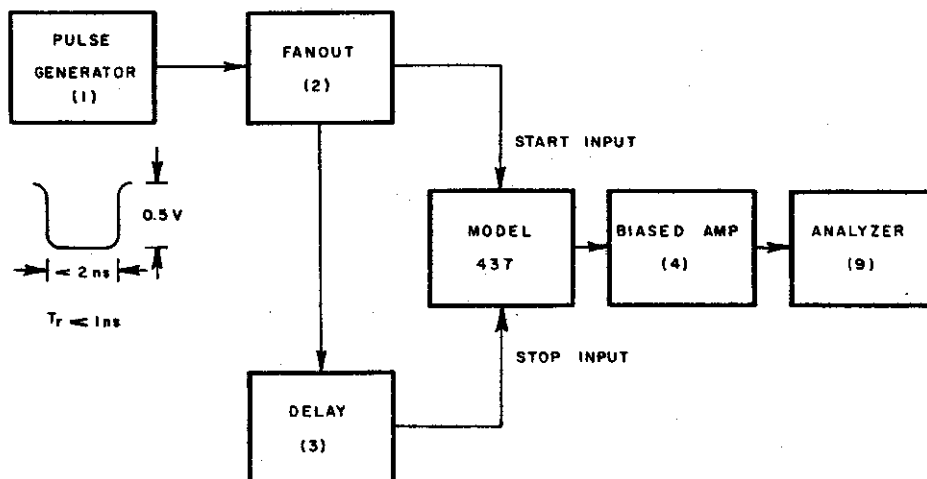 PULSE
GENERATOR
(1)
FANOUT
(2)
START INPUT
0.5 V
< 2 ns
Tr < 1ns
MODEL
437
BIASED AMP
(4)
ANALYZER
(9)
STOP INPUT
DELAY
(3)